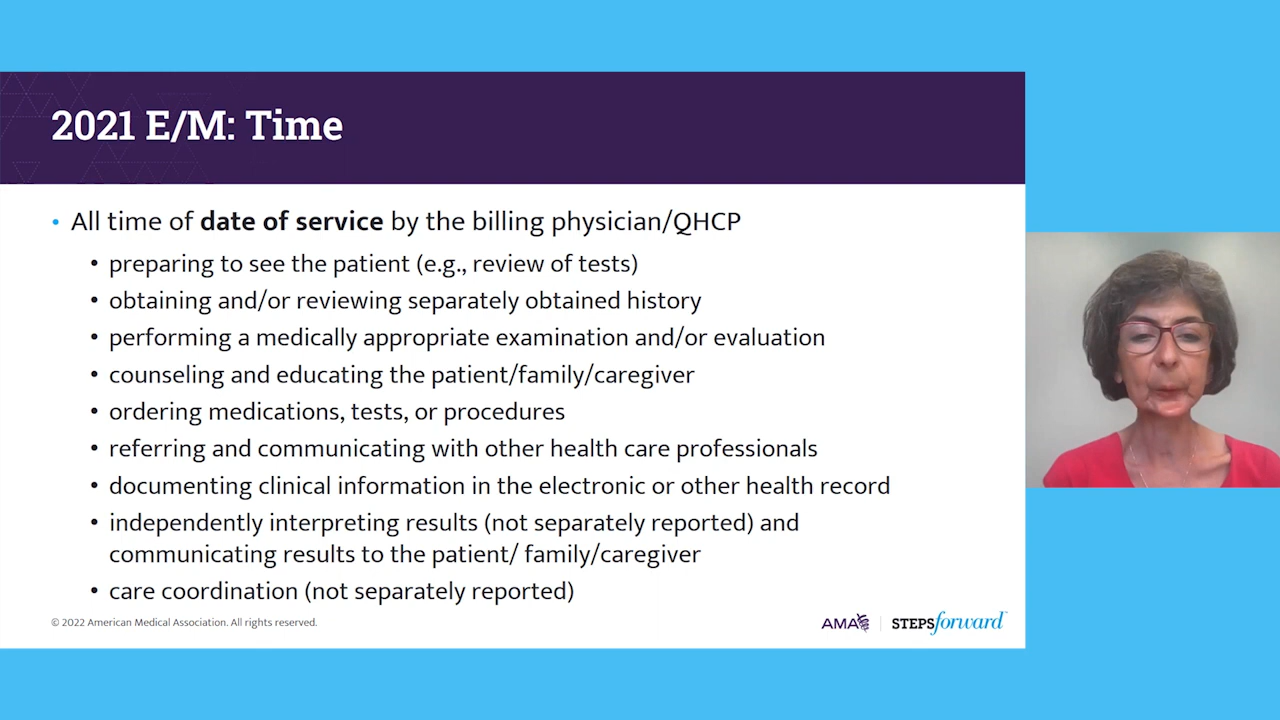 2021 E/M: Time
• All time of date of service by the billing physician/QHCP
• preparing to see the patient (e.g., review of tests)
• obtaining and/or reviewing separately obtained history
• performing a medically appropriate examination and/or evaluation
• counseling and educating the patient/family/caregiver
• ordering medications, tests, or procedures
• referring and communicating with other health care professionals
• documenting clinical information in the electronic or other health record
• independently interpreting results (not separately reported) and
communicating results to the patient/ family/caregiver
• care coordination (not separately reported)
© 2022 American Medical Association. All rights reserved.
AMA | STEPSforward™